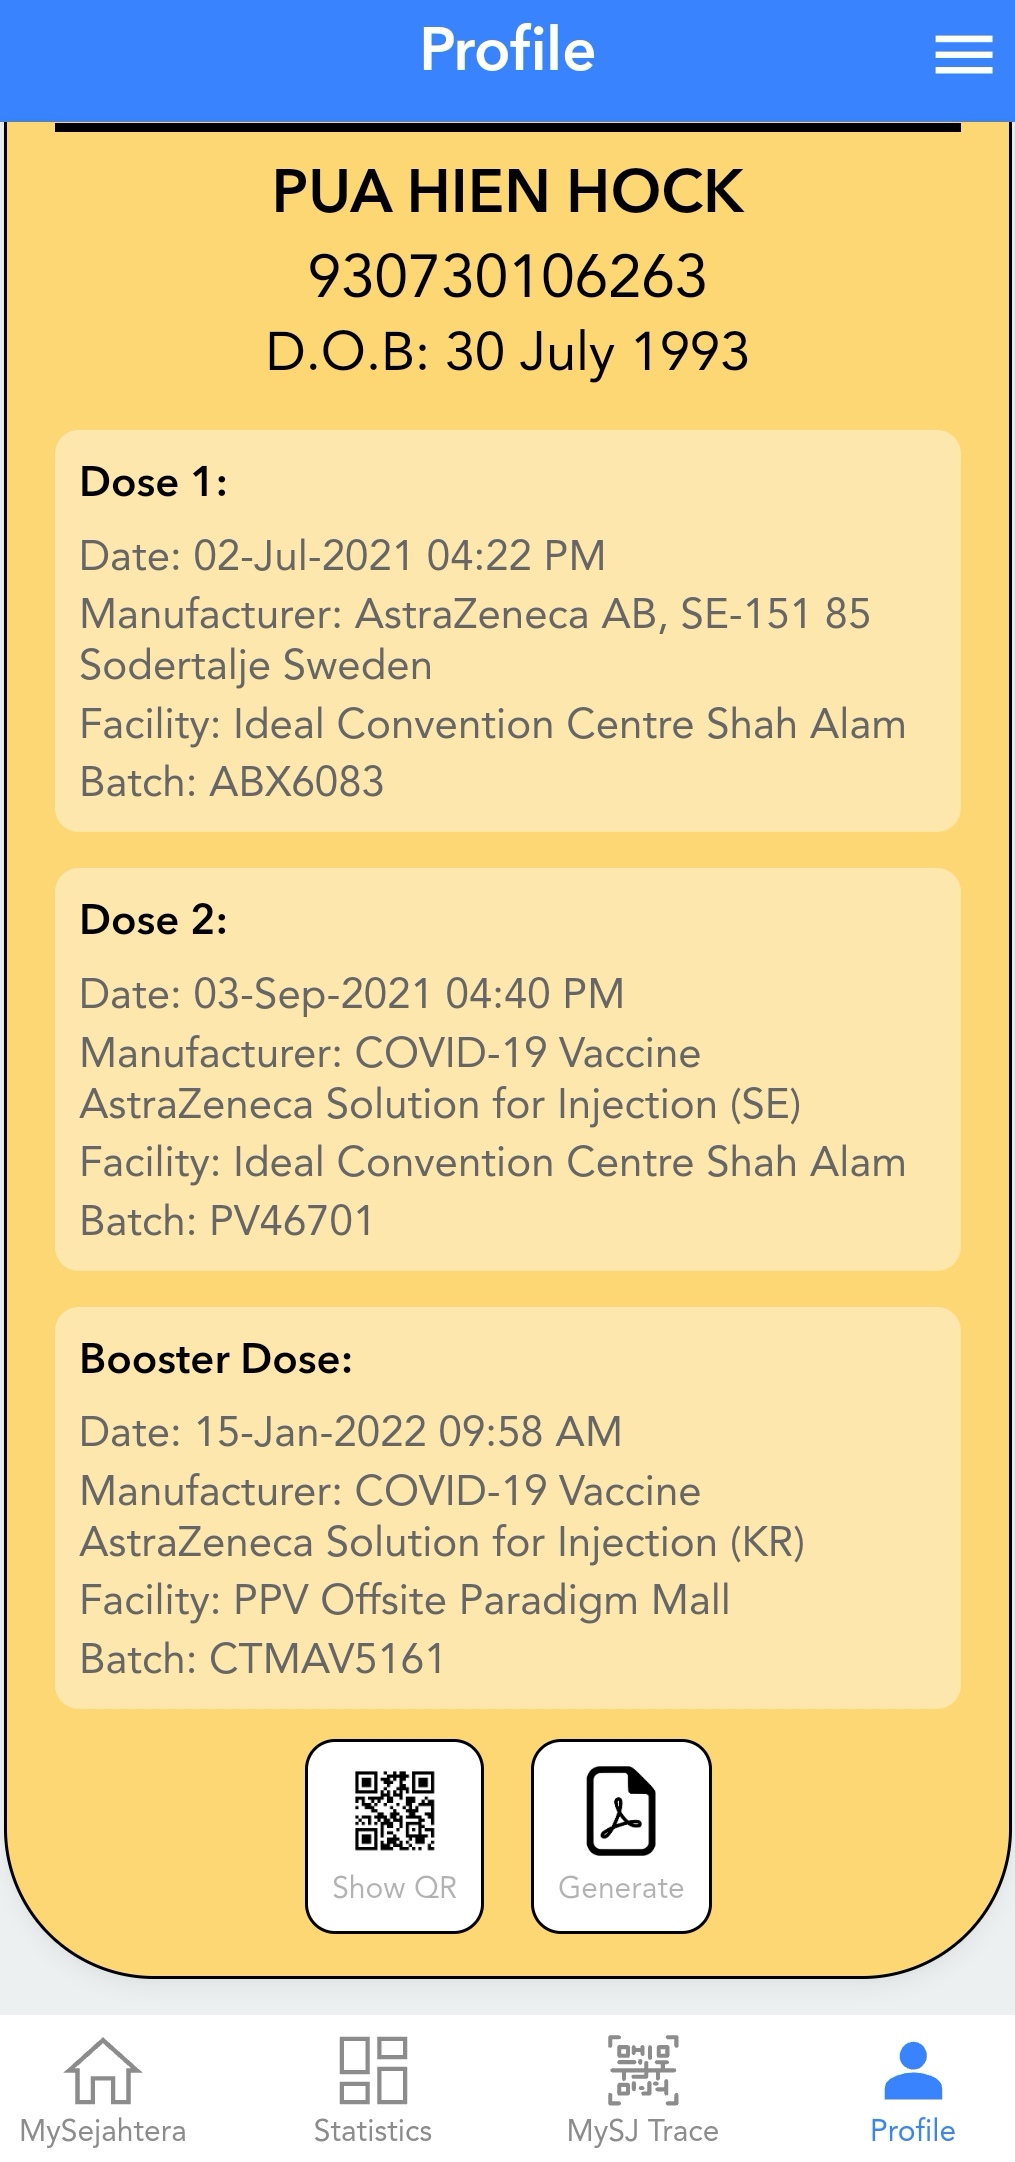 Profile
PUA HIEN HOCK
930730106263
D.O.B: 30 July 1993
Dose 1:
Date: 02-Jul-2021 04:22 PM
Manufacturer: AstraZeneca AB, SE-151 85
Sodertalje Sweden
Facility: Ideal Convention Centre Shah Alam
Batch: ABX6083
Dose 2:
Date: 03-Sep-2021 04:40 PM
Manufacturer: COVID-19 Vaccine
AstraZeneca Solution for Injection (SE)
Facility: Ideal Convention Centre Shah Alam
Batch: PV46701
Booster Dose:
Date: 15-Jan-2022 09:58 AM
Manufacturer: COVID-19 Vaccine
AstraZeneca Solution for Injection (KR)
Facility: PPV Offsite Paradigm Mall
Batch: CTMAV5161
Show QR
Generate
MySejahtera
Statistics
MySJ Trace
Profile